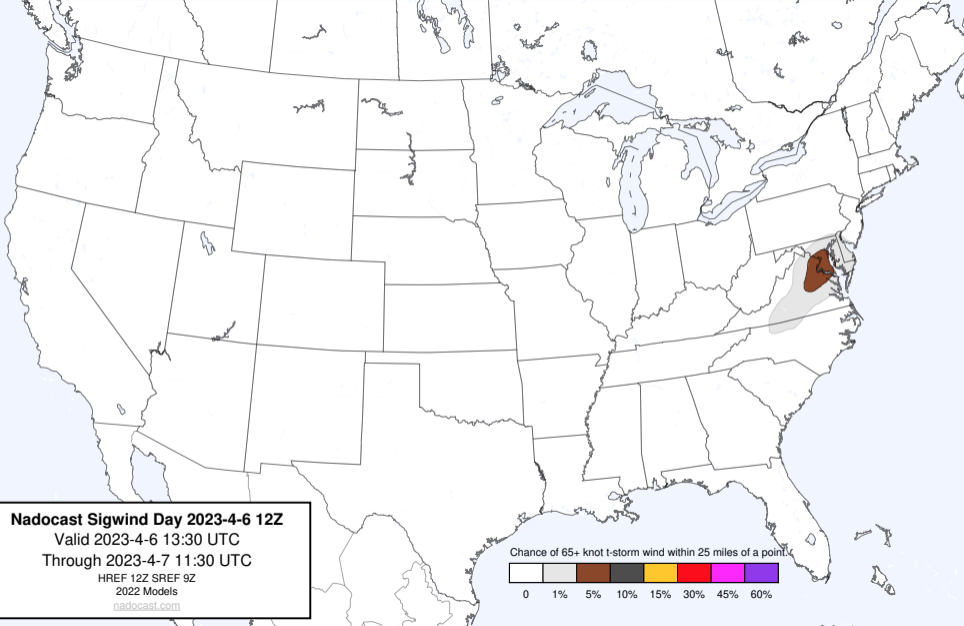 Nadocast Sigwind Day 2023-4-6 12Z
Valid 2023-4-6 13:30 UTC
Through 2023-4-7 11:30 UTC
HREF 12Z SREF 9Z
2022 Models
nadocast.com
Chance of 65+ knot t-storm wind within 25 miles of a point.
0 1% 5% 10% 15% 30% 45% 60%